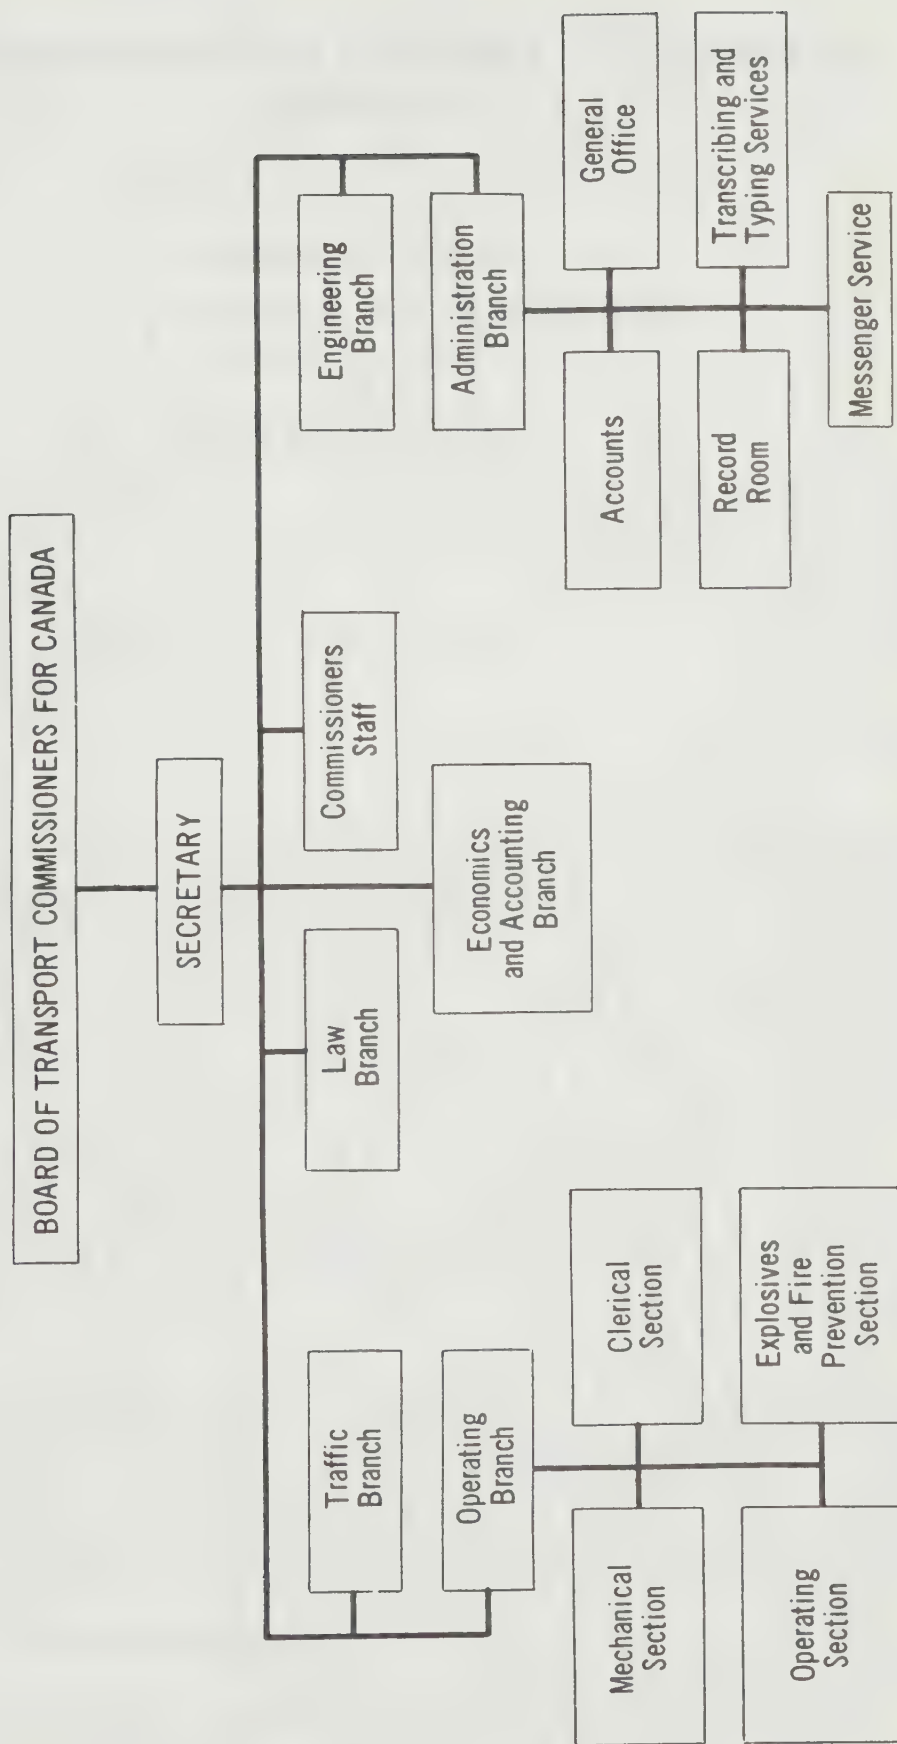 BOARD OF TRANSPORT COMMISSIONERS FOR CANADA
SECRETARY
Traffic
Branch
Law
Branch
Commissioners
Staff
Engineering
Branch
Operating
Branch
Economics
and Accounting
Branch
Administration
Branch
Mechanical
Section
Clerical
Section
Accounts
General
Office
Operating
Section
Explosives
and Fire
Prevention
Section
Record
Room
Transcribing and
Typing Services
Messenger Service